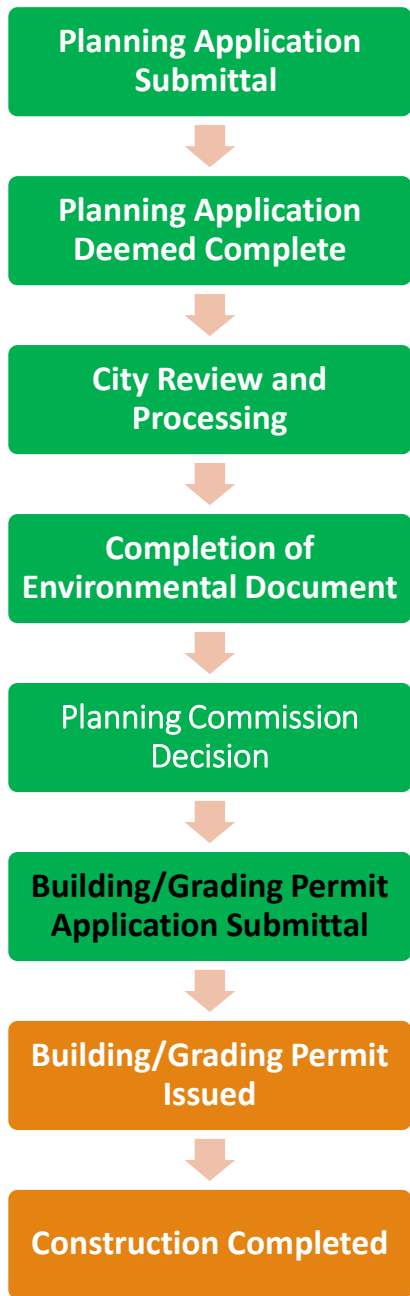 Planning Application
Submittal
Planning Application
Deemed Complete
City Review and
Processing
Completion of
Environmental Document
Planning Commission
Decision
Building/Grading Permit
Application Submittal
Building/Grading Permit
Issued
Construction Completed